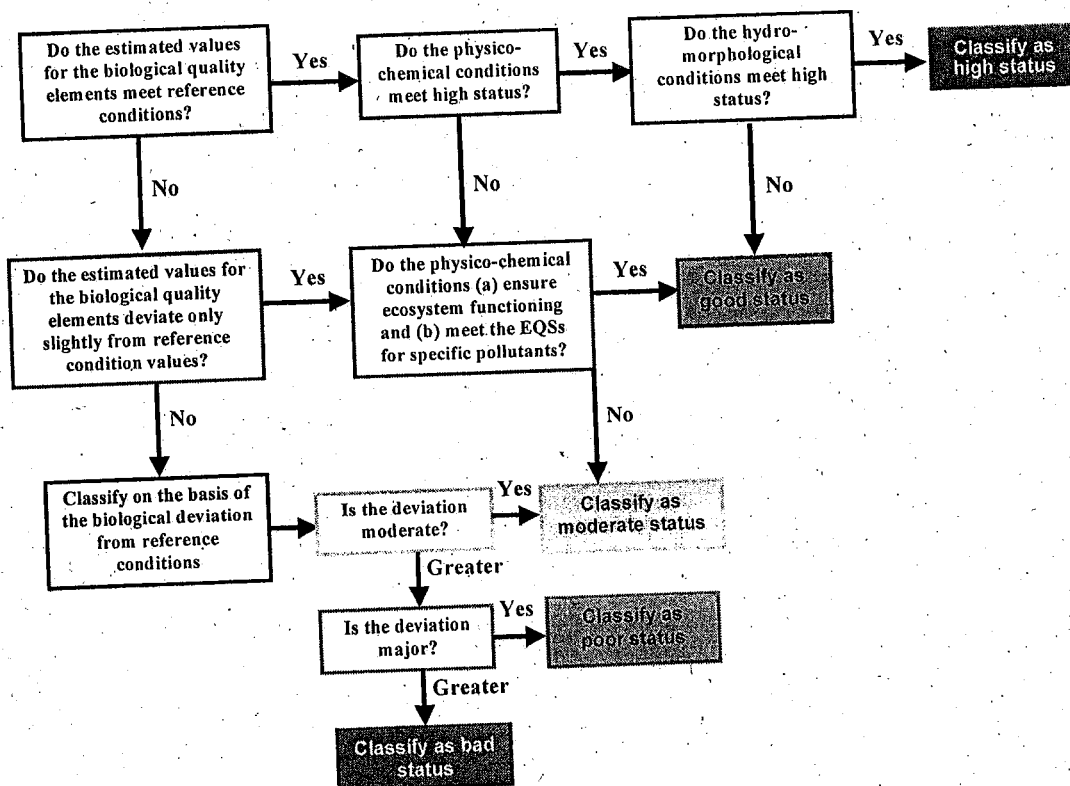 Do the estimated values
for the biological quality
elements meet reference
conditions?
Yes
Do the physico-
chemical conditions
meet high status?
Yes
Do the hydro-
morphological
conditions meet high
status?
Yes
Classify as
high status
No
No
No
Do the estimated values for
the biological quality
elements deviate only
slightly from reference
condition values?
Yes
Do the physico-chemical
conditions (a) ensure
ecosystem functioning
and (b) meet the EQSs
for specific pollutants?
Yes
Classify as
good status
No
No
Classify on the basis of
the biological deviation
from reference
conditions
Is the deviation
moderate?
Yes
Classify as
moderate status
Greater
Is the deviation
major?
Yes
Classify as
poor status
Greater
Classify as bad
status